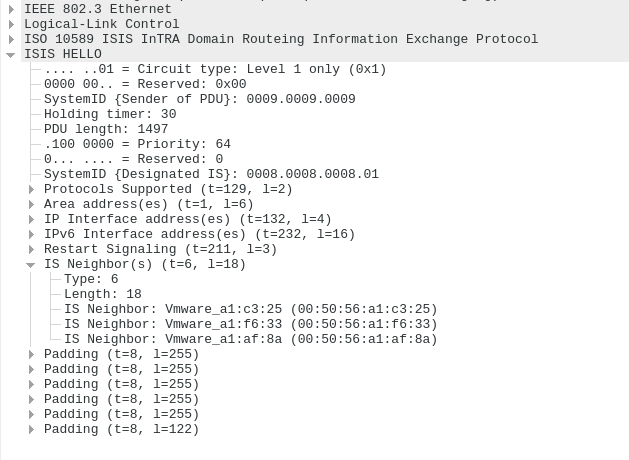 IEEE 802.3 Ethernet
Logical-Link Control
ISO 10589 ISIS InTRA Domain Routeing Information Exchange Protocol
ISIS HELLO
.... ..01 = Circuit type: Level 1 only (0x1)
0000 00.. = Reserved: 0x00
SystemID {Sender of PDU}: 0009.0009.0009
Holding timer: 30
PDU length: 1497
.100 0000 = Priority: 64
0... .... = Reserved: 0
SystemID {Designated IS}: 0008.0008.0008.01
Protocols Supported (t=129, l=2)
Area address(es) (t=1, l=6)
IP Interface address(es) (t=132, l=4)
IPv6 Interface address(es) (t=232, l=16)
Restart Signaling (t=211, l=3)
IS Neighbor(s) (t=6, l=18)
Type: 6
Length: 18
IS Neighbor: Vmware_a1:c3:25 (00:50:56:a1:c3:25)
IS Neighbor: Vmware_a1:f6:33 (00:50:56:a1:f6:33)
IS Neighbor: Vmware_a1:af:8a (00:50:56:a1:af:8a)
Padding (t=8, l=255)
Padding (t=8, l=255)
Padding (t=8, l=255)
Padding (t=8, l=255)
Padding (t=8, l=255)
Padding (t=8, l=122)